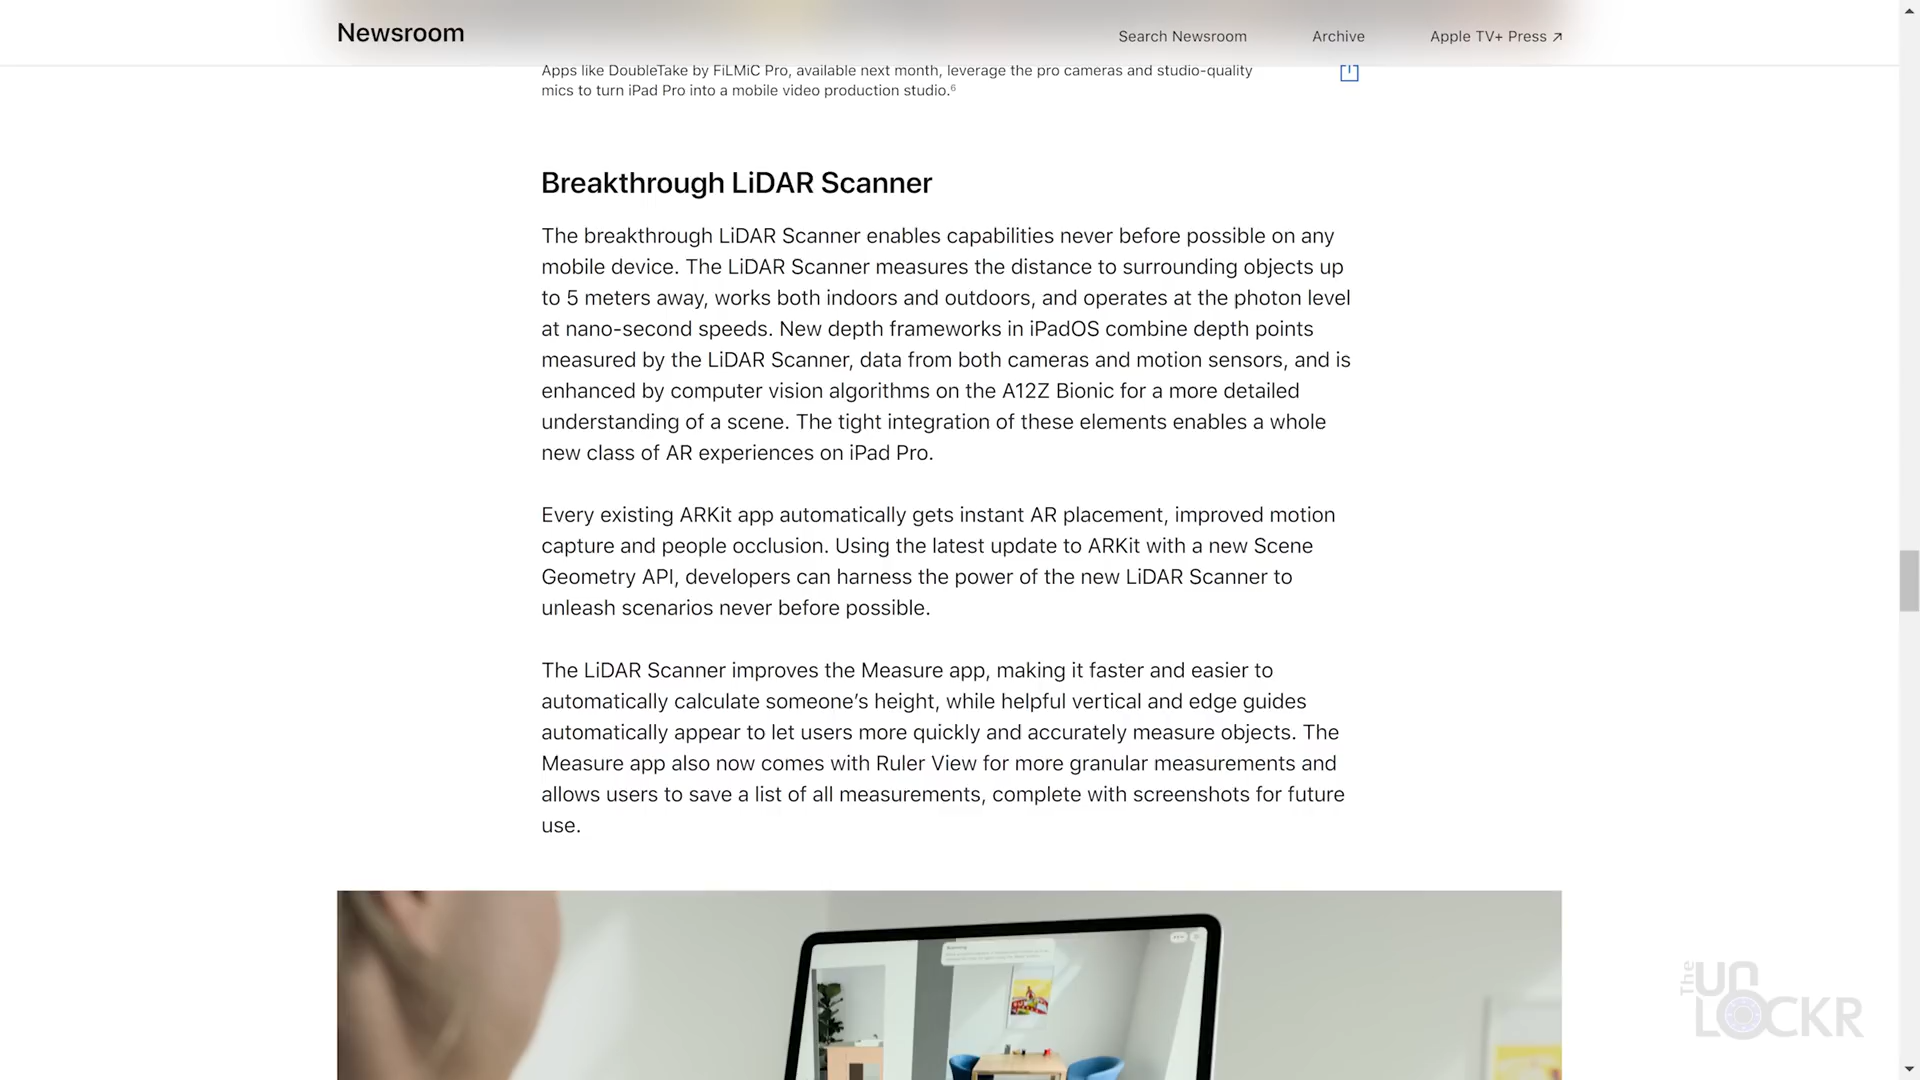 Newsroom
Search Newsroom
Archive
Apple TV+ Press ↗
Apps like DoubleTake by FiLMiC Pro, available next month, leverage the pro cameras and studio-quality
mics to turn iPad Pro into a mobile video production studio.⁶
Breakthrough LiDAR Scanner
The breakthrough LiDAR Scanner enables capabilities never before possible on any
mobile device. The LiDAR Scanner measures the distance to surrounding objects up
to 5 meters away, works both indoors and outdoors, and operates at the photon level
at nano-second speeds. New depth frameworks in iPadOS combine depth points
measured by the LiDAR Scanner, data from both cameras and motion sensors, and is
enhanced by computer vision algorithms on the A12Z Bionic for a more detailed
understanding of a scene. The tight integration of these elements enables a whole
new class of AR experiences on iPad Pro.
Every existing ARKit app automatically gets instant AR placement, improved motion
capture and people occlusion. Using the latest update to ARKit with a new Scene
Geometry API, developers can harness the power of the new LiDAR Scanner to
unleash scenarios never before possible.
The LiDAR Scanner improves the Measure app, making it faster and easier to
automatically calculate someone’s height, while helpful vertical and edge guides
automatically appear to let users more quickly and accurately measure objects. The
Measure app also now comes with Ruler View for more granular measurements and
allows users to save a list of all measurements, complete with screenshots for future
use.
The
UN
LOCKR